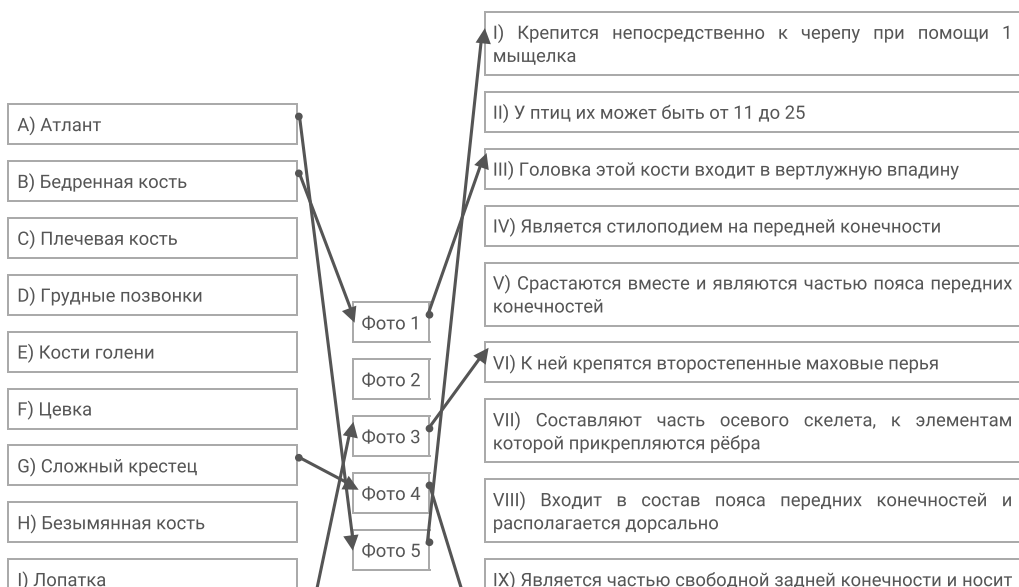 A) Атлант
B) Бедренная кость
C) Плечевая кость
D) Грудные позвонки
E) Кости голени
F) Цевка
G) Сложный крестец
H) Безымянная кость
I) Лопатка
Фото 1
Фото 2
Фото 3
Фото 4
Фото 5
I) Крепится непосредственно к черепу при помощи 1
мыщелка
II) У птиц их может быть от 11 до 25
III) Головка этой кости входит в вертлужную впадину
IV) Является стилоподием на передней конечности
V) Срастаются вместе и являются частью пояса передних
конечностей
VI) К ней крепятся второстепенные маховые перья
VII) Составляют часть осевого скелета, к элементам
которой прикрепляются рёбра
VIII) Входит в состав пояса передних конечностей и
располагается дорсально
IX) Является частью свободной задней конечности и носит